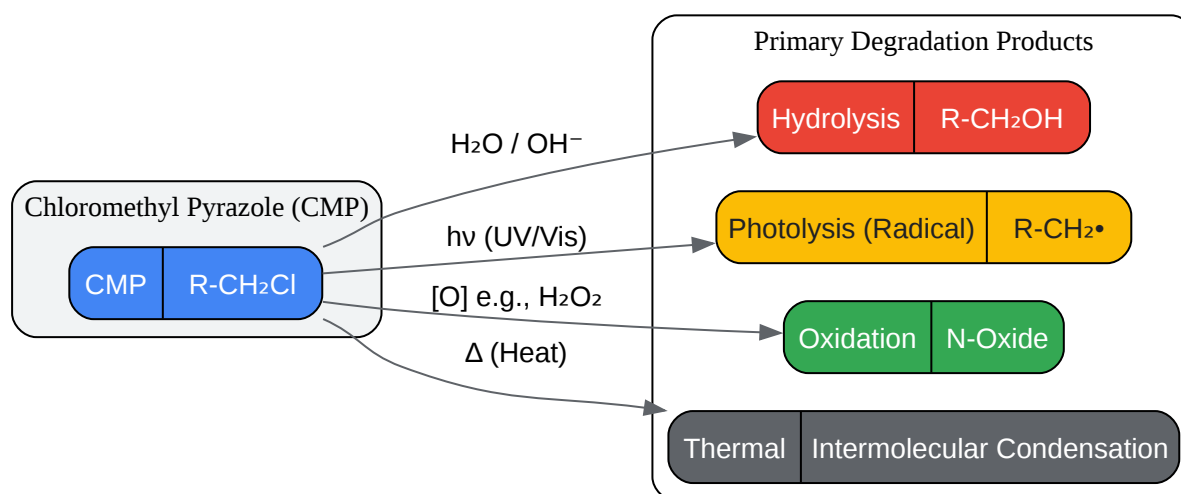 Primary Degradation Products
Hydrolysis R-CH₂OH
H₂O / OH⁻
Chloromethyl Pyrazole (CMP)
CMP R-CH₂Cl
hν (UV/Vis)
Photolysis (Radical) R-CH₂•
[O] e.g., H₂O₂
Oxidation N-Oxide
Δ (Heat)
Thermal Intermolecular Condensation